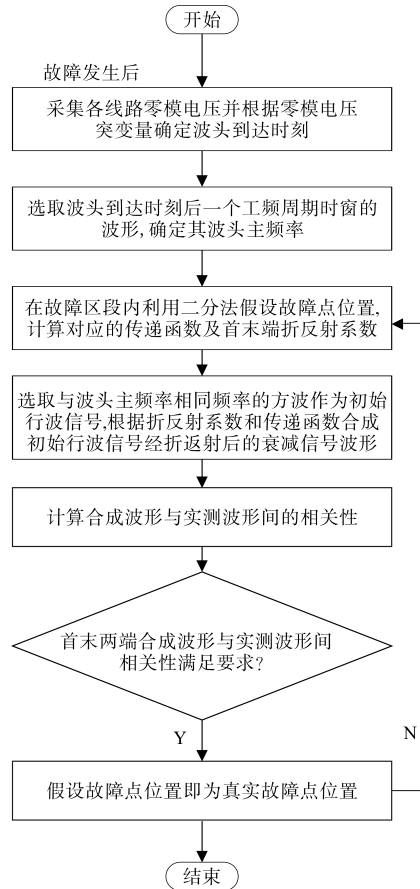 开始
故障发生后
采集各线路零模电压并根据零模电压
突变量确定波头到达时刻
选取波头到达时刻后一个工频周期时窗的
波形,确定其波头主频率
在故障区段内利用二分法假设故障点位置,
计算对应的传递函数及首末端折反射系数
选取与波头主频率相同频率的方波作为初始
行波信号,根据折反射系数和传递函数合成
初始行波信号经折返射后的衰减信号波形
计算合成波形与实测波形间的相关性
首末两端合成波形与实测波形间
相关性满足要求?
Y
N
假设故障点位置即为真实故障点位置
结束